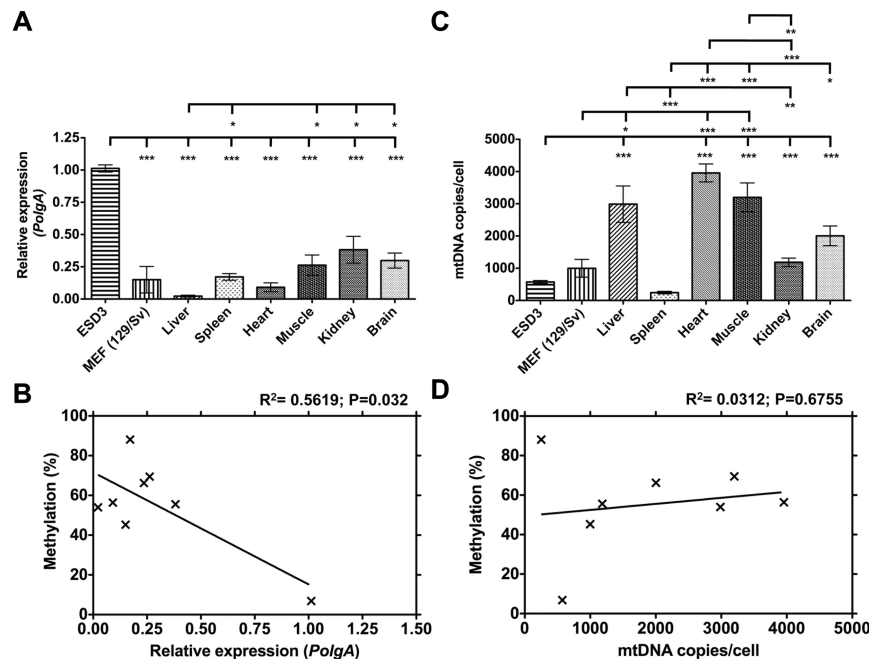 A
*
*
*
*
1.25
1.00
0.75
0.50
0.25
0.00
Relative expression
(PolgA)
***
***
***
***
***
***
***
ESD3
MEF (129/Sv)
Liver
Spleen
Heart
Muscle
Kidney
Brain
C
**
***
***
***
*
***
**
*
***
***
5000
4000
3000
2000
1000
0
mtDNA copies/cell
***
***
***
***
***
ESD3
MEF (129/Sv)
Liver
Spleen
Heart
Muscle
Kidney
Brain
B
R2= 0.5619; P=0.032
100
80
60
40
20
0
Methylation (%)
0.00 0.25 0.50 0.75 1.00 1.25 1.50
Relative expression (PolgA)
D
R2= 0.0312; P=0.6755
100
80
60
40
20
0
Methylation (%)
0 1000 2000 3000 4000 5000
mtDNA copies/cell